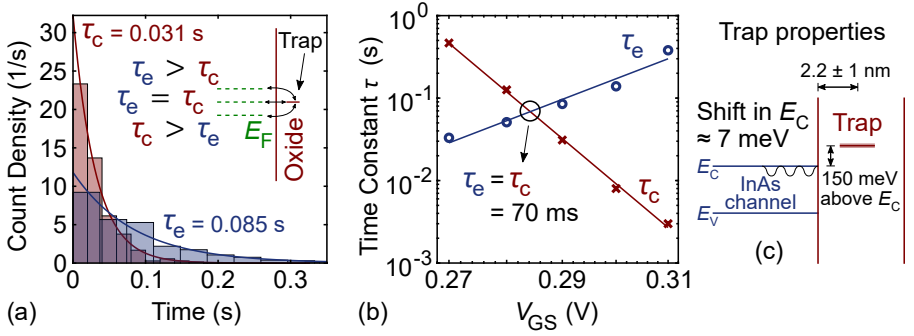 Count Density (1/s)
30
25
20
15
10
5
0
τc = 0.031 s
Trap
τe > τc
τe = τc
τc > τe
EF
Oxide
τe = 0.085 s
0 0.1 0.2 0.3
Time (s)
(a)
Time Constant τ (s)
10^0
10^-1
10^-2
10^-3
τe
τe = τc
= 70 ms
τc
0.27 0.29 0.31
VGS (V)
(b)
Trap properties
2.2 ± 1 nm
Shift in EC
≈ 7 meV
Trap
EC
InAs
channel
EV
150 meV
above EC
(c)